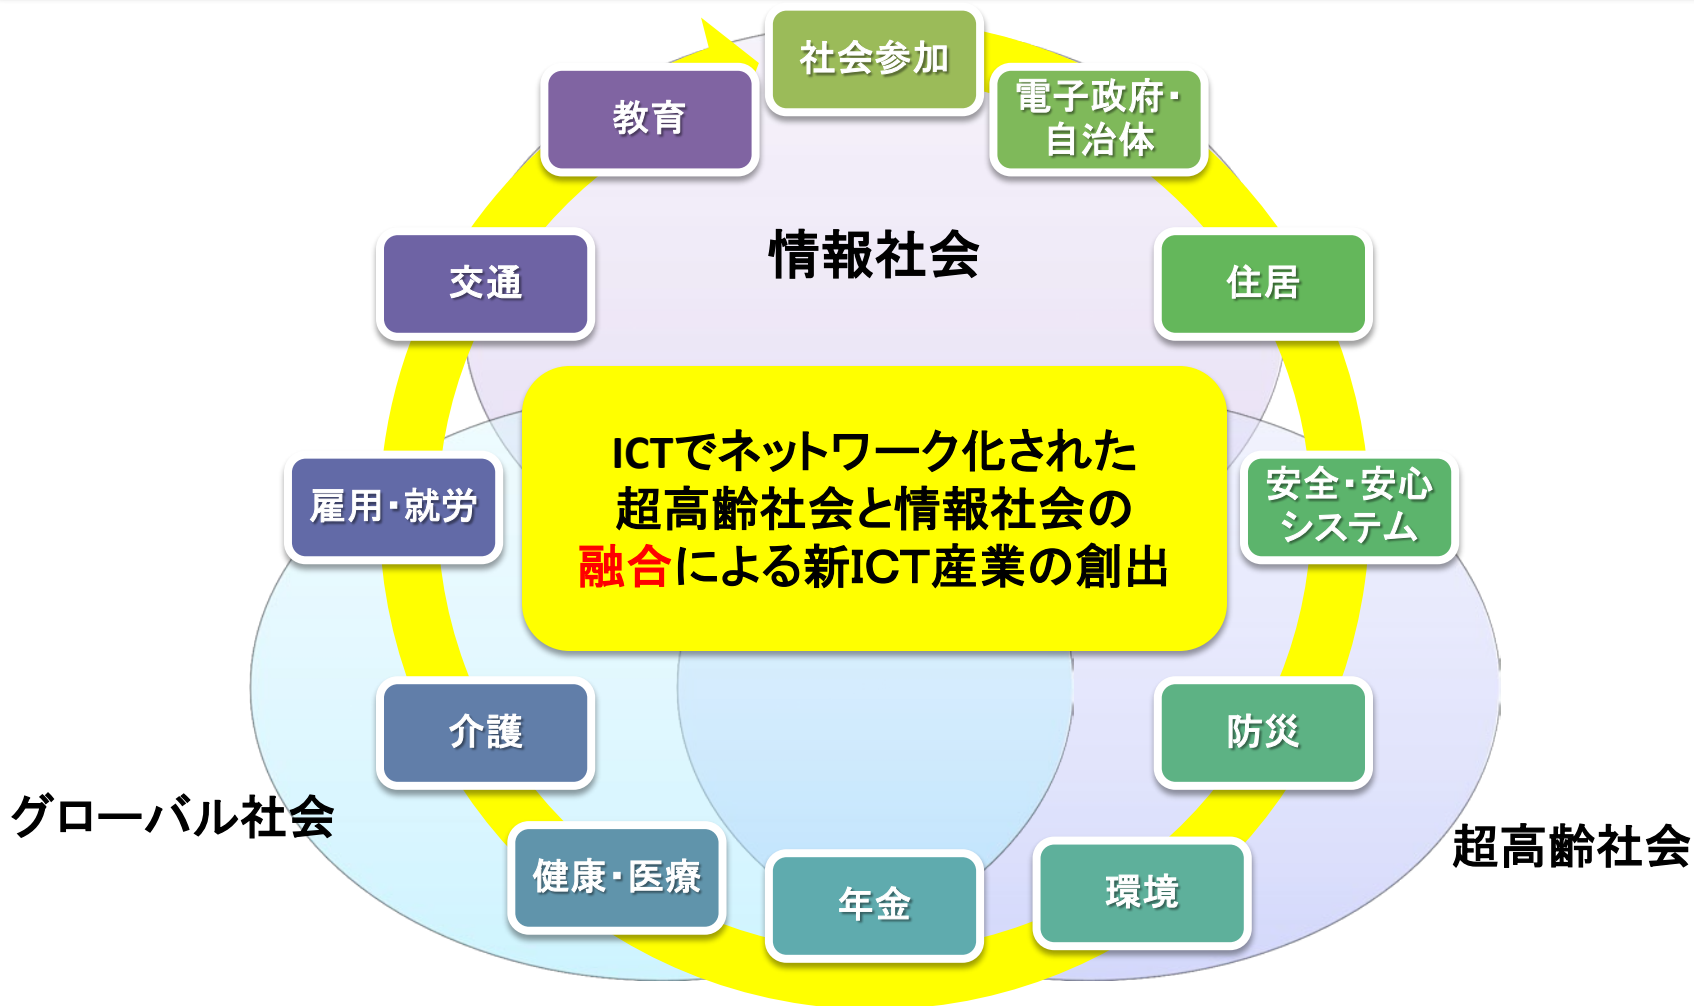 社会参加
電子政府・
自治体
教育
情報社会
交通
住居
ICTでネットワーク化された
超高齢社会と情報社会の
融合による新ICT産業の創出
雇用・就労
安全・安心
システム
介護
防災
グローバル社会
超高齢社会
健康・医療
年金
環境